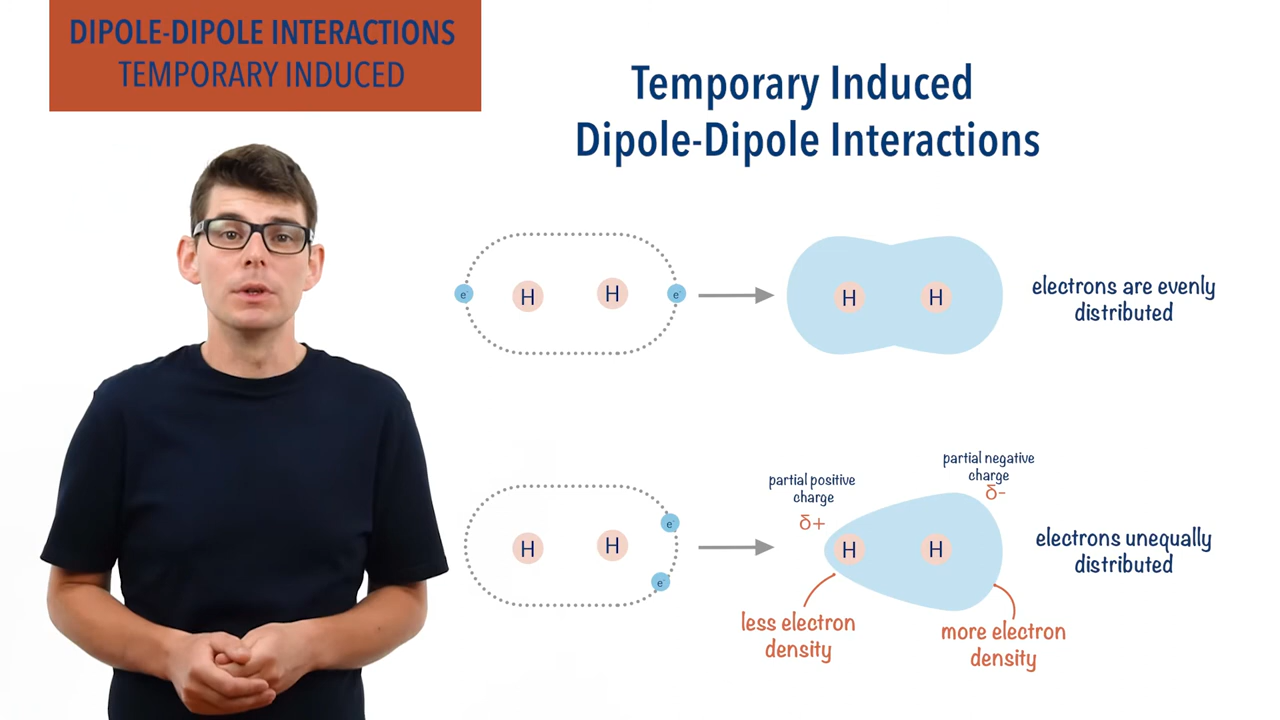 DIPOLE-DIPOLE INTERACTIONS
TEMPORARY INDUCED
Temporary Induced
Dipole-Dipole Interactions
e⁻ H H e⁻
H H
electrons are evenly
distributed
partial positive
charge
δ+
partial negative
charge
δ-
H H e⁻
e⁻
H H
electrons unequally
distributed
less electron
density
more electron
density